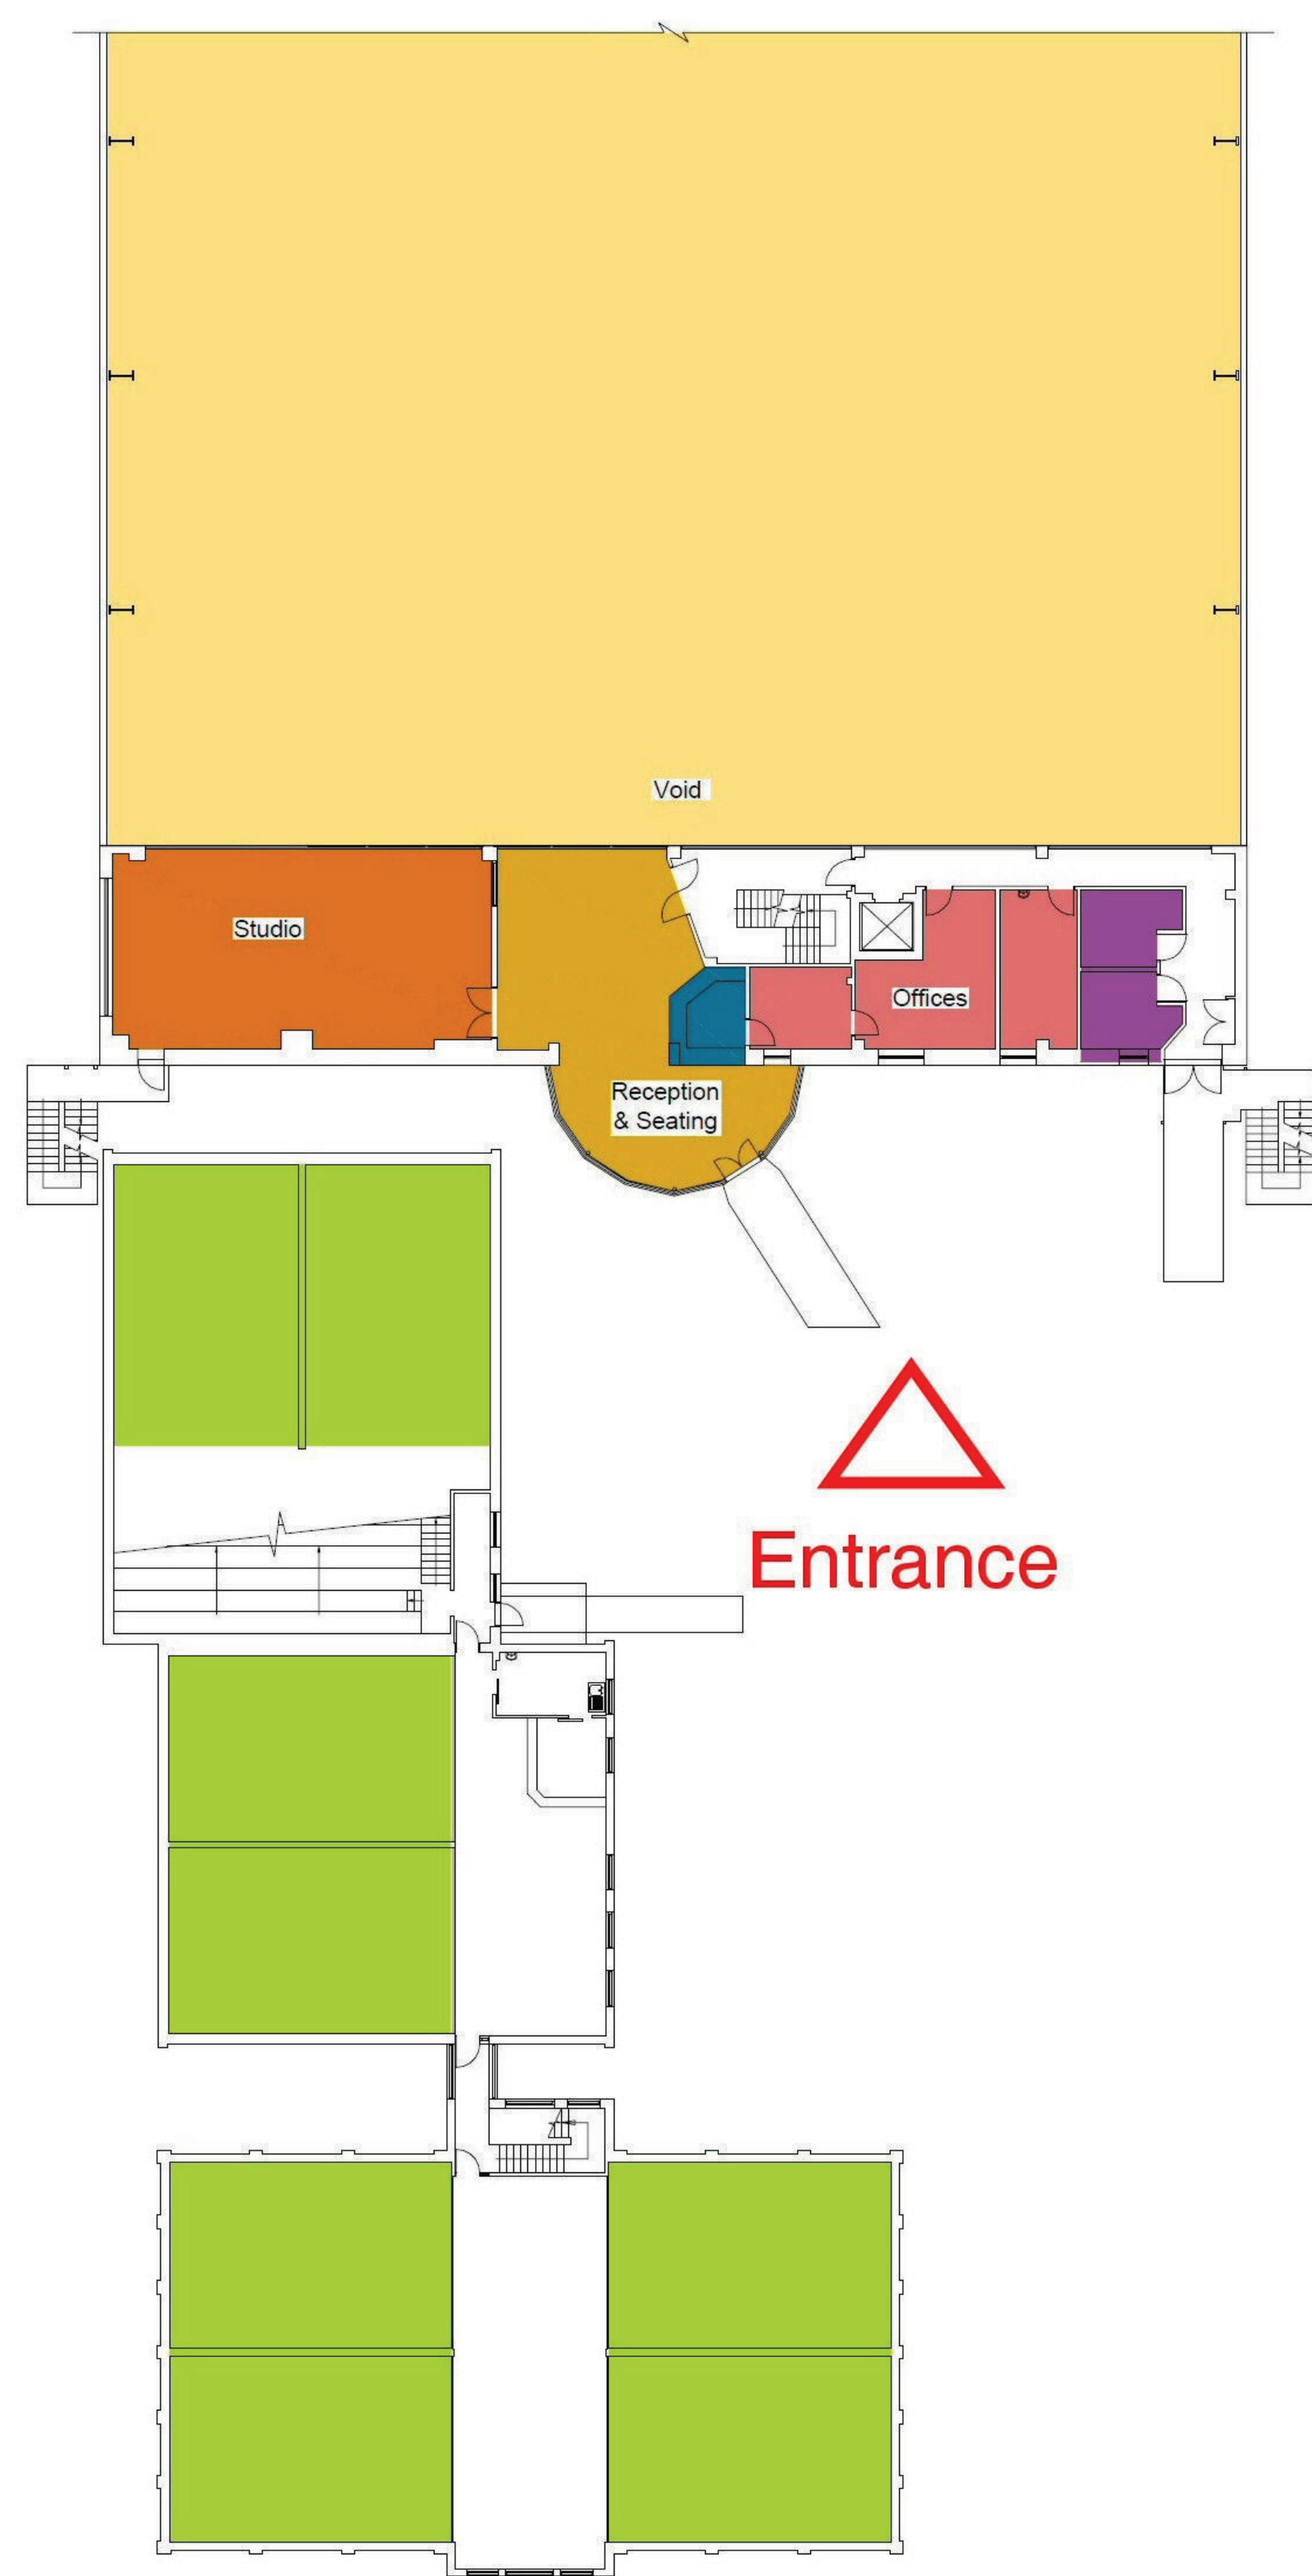 Void
Studio
Offices
Reception
& Seating
Entrance